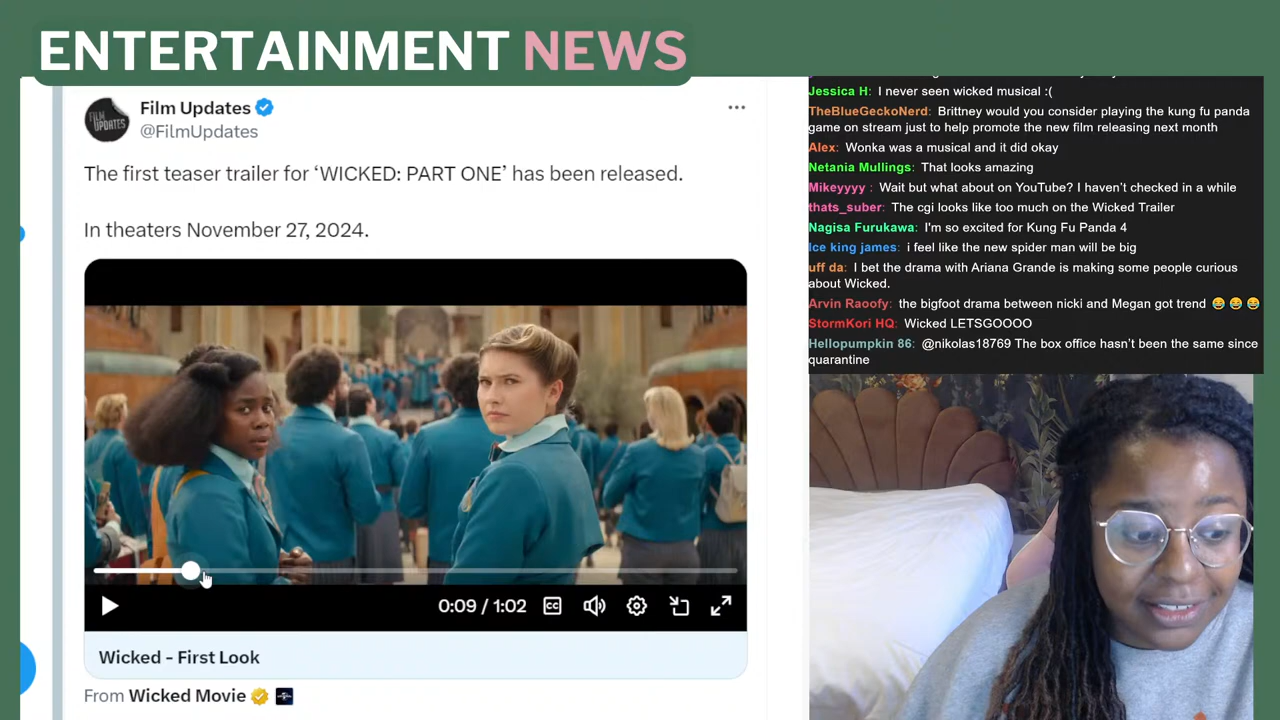 ENTERTAINMENT NEWS
Film Updates
@FilmUpdates
FILM
UPDATES
The first teaser trailer for ‘WICKED: PART ONE’ has been released.
In theaters November 27, 2024.
0:09 / 1:02
CC
Wicked - First Look
From Wicked Movie
Jessica H: I never seen wicked musical :(
TheBlueGeckoNerd: Britney would you consider playing the kung fu panda
game on stream just to help promote the new film releasing next month
Alex: Wonka was a musical and it did okay
Netania Mullings: That looks amazing
Mikeyyyy : Wait but what about on YouTube? I haven't checked in a while
thats_suber: The cgi looks like too much on the Wicked Trailer
Nagisa Furukawa: I'm so excited for Kung Fu Panda 4
Ice king james: i feel like the new spider man will be big
uff da: I bet the drama with Ariana Grande is making some people curious
about Wicked.
Arvin Raoofy: the bigfoot drama between nicki and Megan got trend 😂😂😂
StormKori HQ: Wicked LETSGOOOO
Hellopumpkin 86: @nikolas18769 The box office hasn't been the same since
quarantine